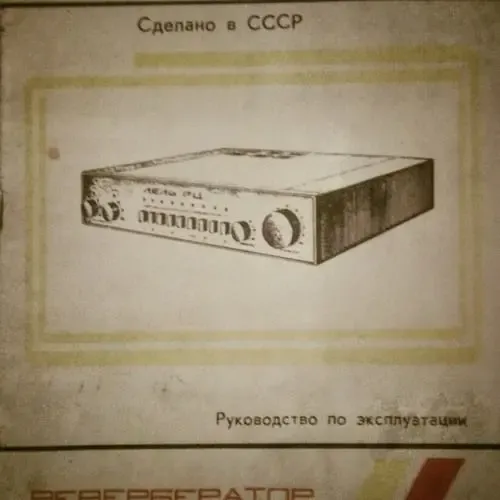 Сделано в СССР
Руководство по эксплуатации
РЕВЕРБЕРАТОР